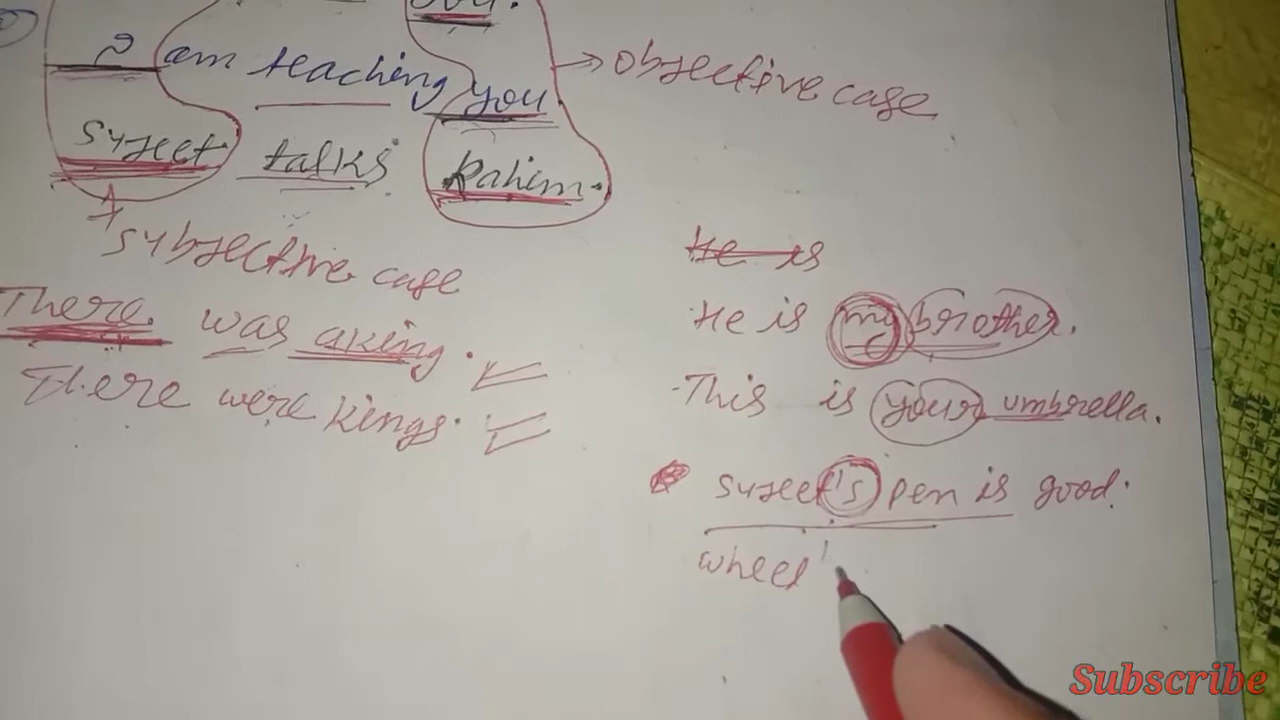 I am teaching you
Sujeet talks Rahim.
objective case
subjective case
There was aking.
There were kings.
He is
He is my brother.
This is your umbrella.
Sujeet's pen is good.
wheel'
Subscribe